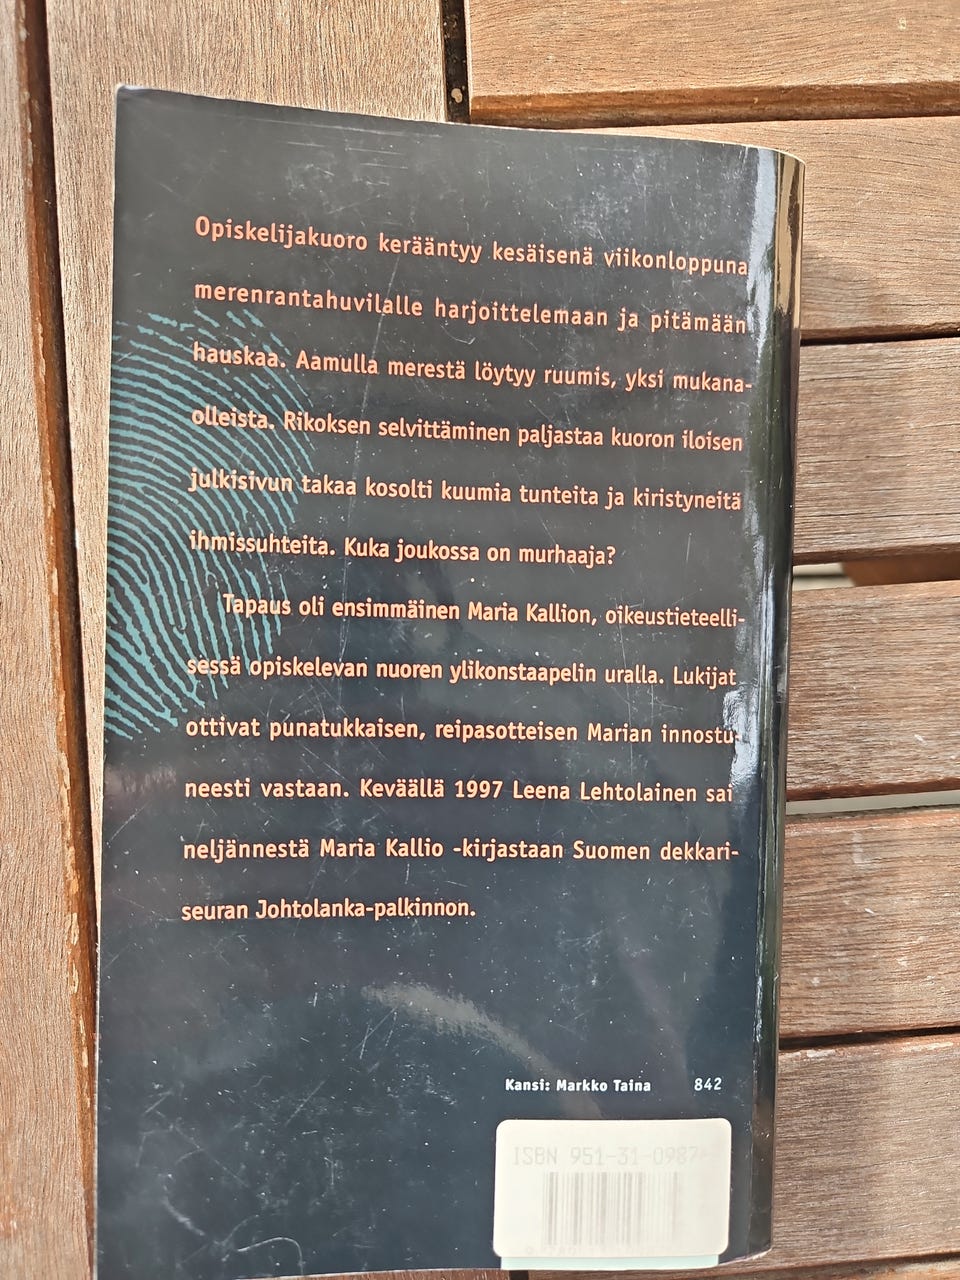 Opiskelijakuoro kerääntyy kesäisenä viikonloppuna
merenrantahuvilalle harjoittelemaan ja pitämään
hauskaa. Aamulla merestä löytyy ruumis, yksi mukana-
olleista. Rikoksen selvittäminen paljastaa kuoron iloisen
julkisivun takaa kosolti kuumia tunteita ja kiristyneitä
ihmissuhteita. Kuka joukossa on murhaaja?
Tapaus oli ensimmäinen Maria Kallion, oikeustieteelli-
sessä opiskelevan nuoren ylikonstaapelin uralla. Lukijat
ottivat punatukkaisen, reipasotteisen Marian innostu-
neesti vastaan. Keväällä 1997 Leena Lehtolainen sai
neljännestä Maria Kallio -kirjastaan Suomen dekkari-
seuran Johtolanka-palkinnon.
Kansi: Markko Taina 842
ISBN